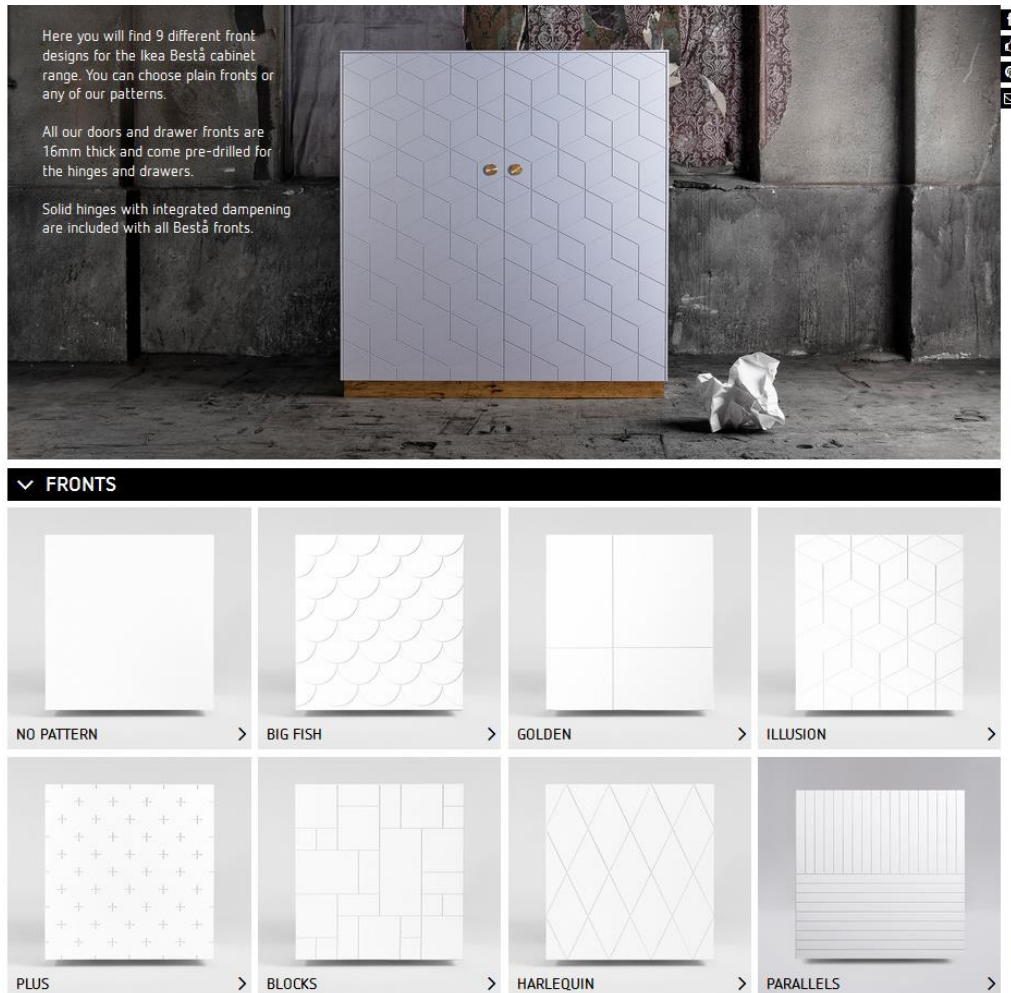 Here you will find 9 different front
designs for the Ikea Bestå cabinet
range. You can choose plain fronts or
any of our patterns.
All our doors and drawer fronts are
16mm thick and come pre-drilled for
the hinges and drawers.
Solid hinges with integrated dampening
are included with all Bestå fronts.
FRONTS
NO PATTERN
BIG FISH
GOLDEN
ILLUSION
PLUS
BLOCKS
HARLEQUIN
PARALLELS